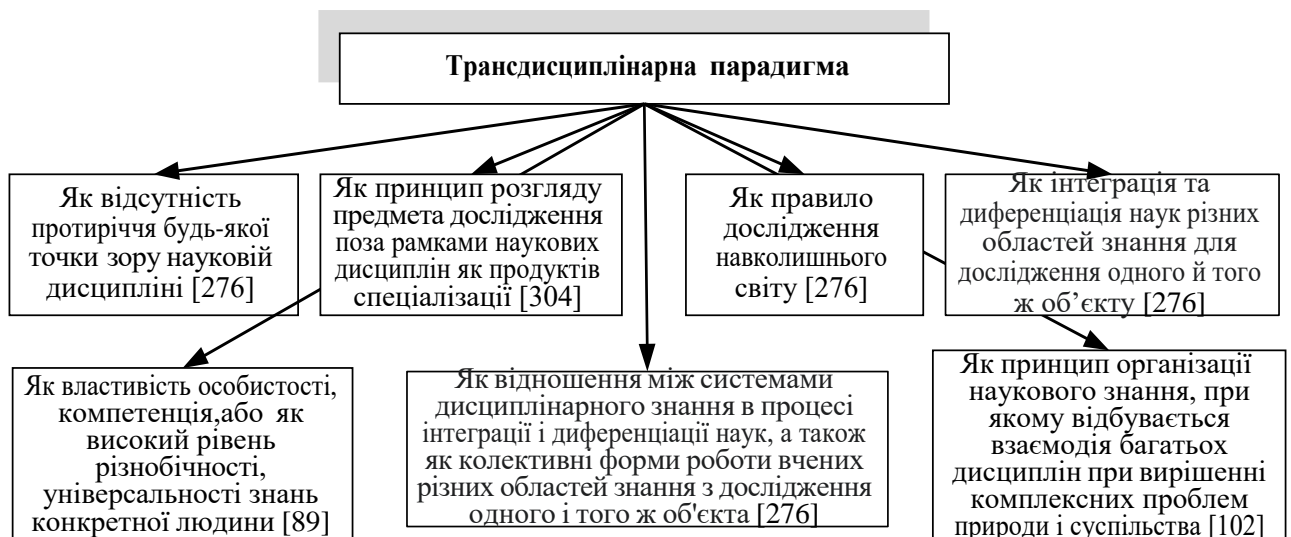 Трансдисциплінарна парадигма
Як відсутність
протиріччя будь-якої
точки зору науковій
дисципліні [276]
Як принцип розгляду
предмета дослідження
поза рамками наукових
дисциплін як продуктів
спеціалізації [304]
Як правило
дослідження
навколишнього
світу [276]
Як інтеграція та
диференціація наук різних
областей знання для
дослідження одного й того
ж об’єкту [276]
Як властивість особистості,
компетенція,або як
високий рівень
різнобічності,
універсальності знань
конкретної людини [89]
Як відношення між системами
дисциплінарного знання в процесі
інтеграції і диференціації наук, а також
як колективні форми роботи вчених
різних областей знання з дослідження
одного і того ж об'єкта [276]
Як принцип організації
наукового знання, при
якому відбувається
взаємодія багатьох
дисциплін при вирішенні
комплексних проблем
природи і суспільства [102]